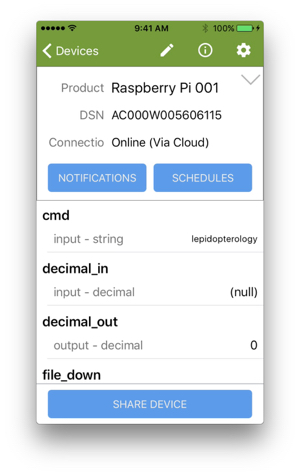 9:41 AM 100%
Devices
Product Raspberry Pi 001
DSN AC000W005606115
Connectio Online (Via Cloud)
NOTIFICATIONS SCHEDULES
cmd
input - string lepidopterology
decimal_in
input - decimal (null)
decimal_out
output - decimal 0
file_down
SHARE DEVICE